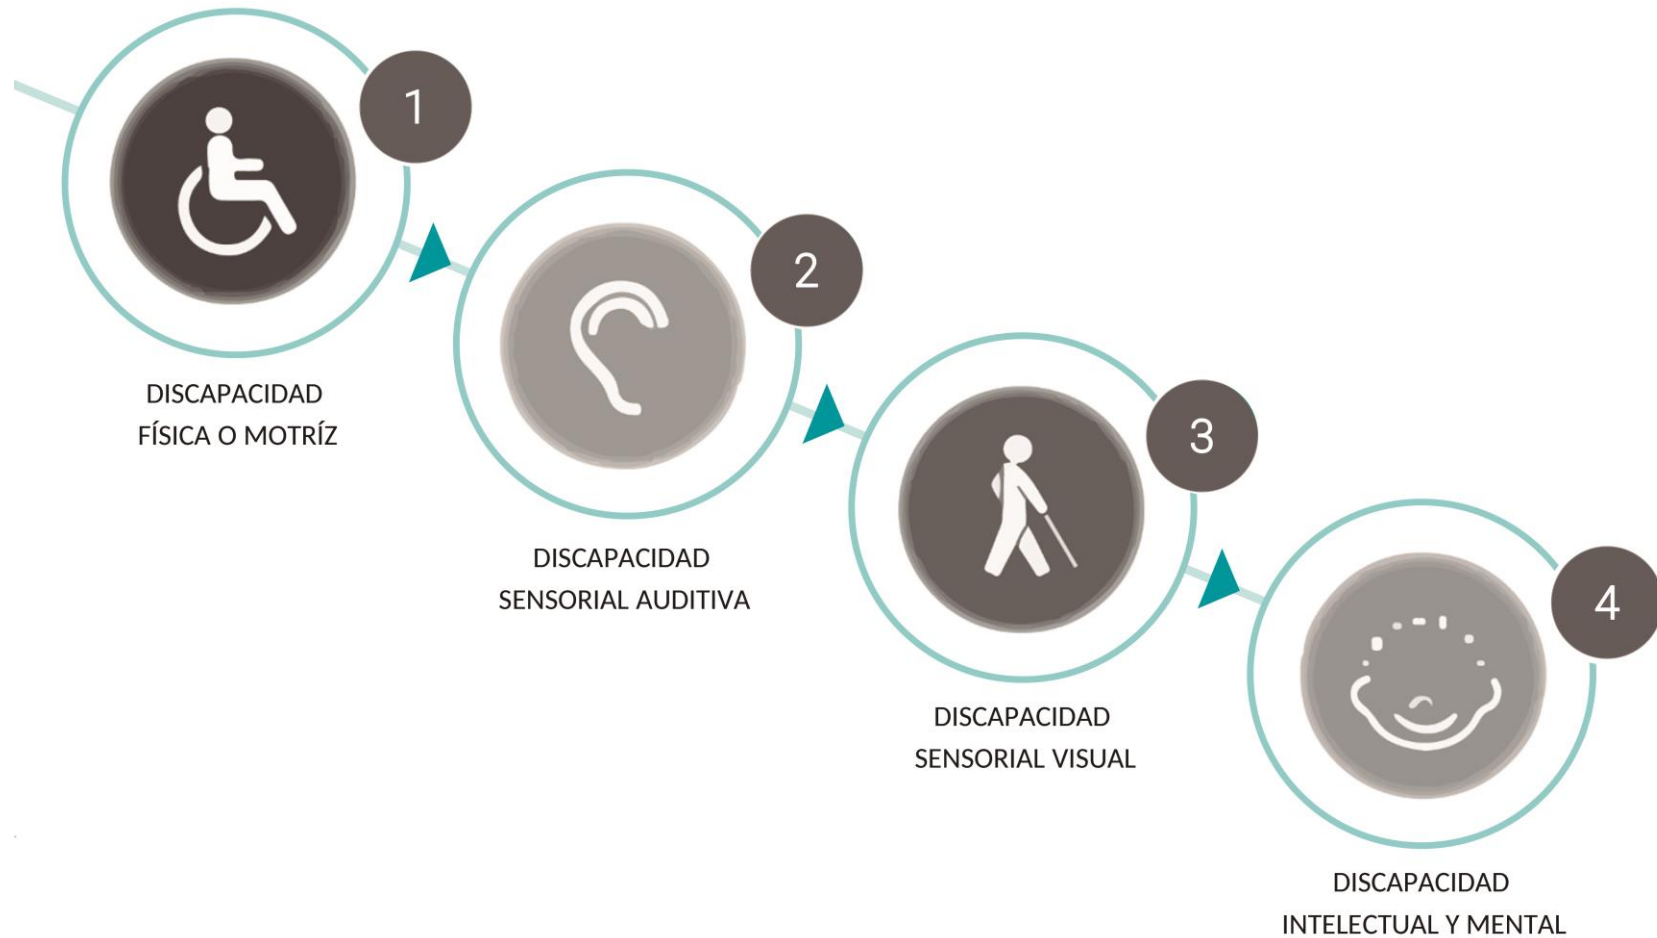 1
DISCAPACIDAD
FÍSICA O MOTRÍZ
2
DISCAPACIDAD
SENSORIAL AUDITIVA
3
DISCAPACIDAD
SENSORIAL VISUAL
4
DISCAPACIDAD
INTELECTUAL Y MENTAL